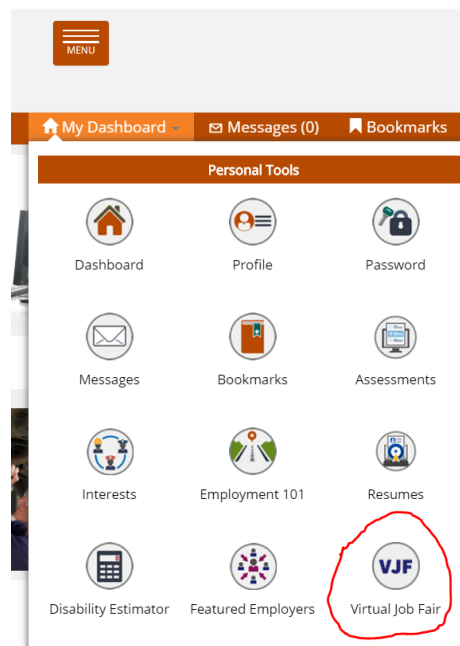 MENU
My Dashboard Messages (0) Bookmarks
Personal Tools
Dashboard Profile Password
Messages Bookmarks Assessments
Interests Employment 101 Resumes
VJF
Disability Estimator Featured Employers Virtual Job Fair